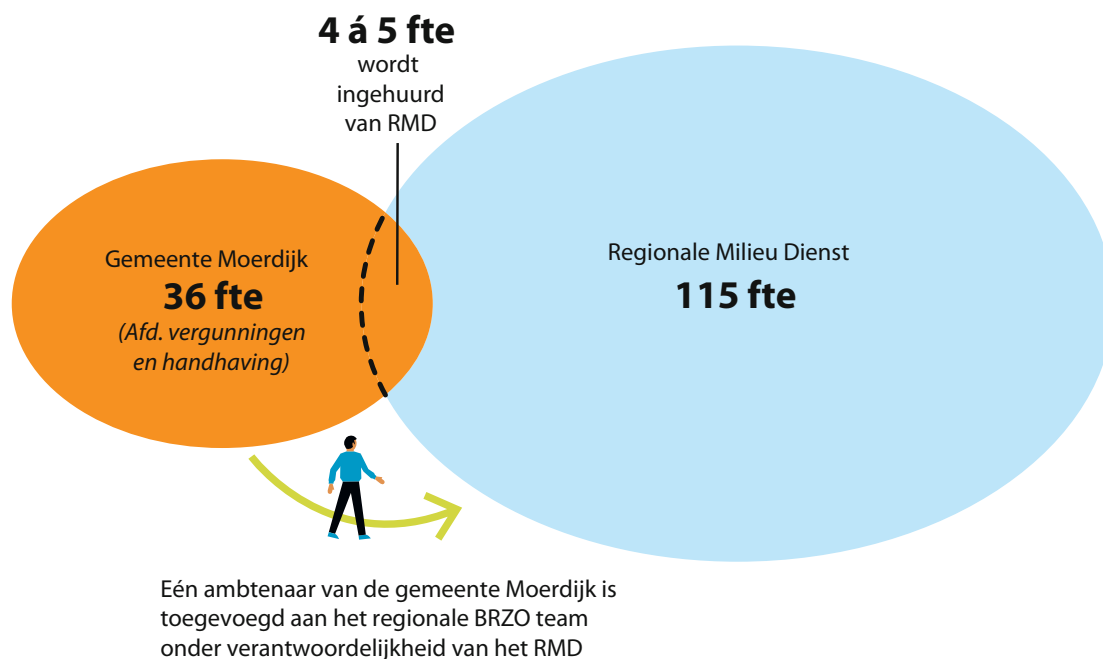 4 á 5 fte
wordt
ingehuurd
van RMD
Gemeente Moerdijk
36 fte
(Afd. vergunningen
en handhaving)
Regionale Milieu Dienst
115 fte
Eén ambtenaar van de gemeente Moerdijk is
toegevoegd aan het regionale BRZO team
onder verantwoordelijkheid van het RMD